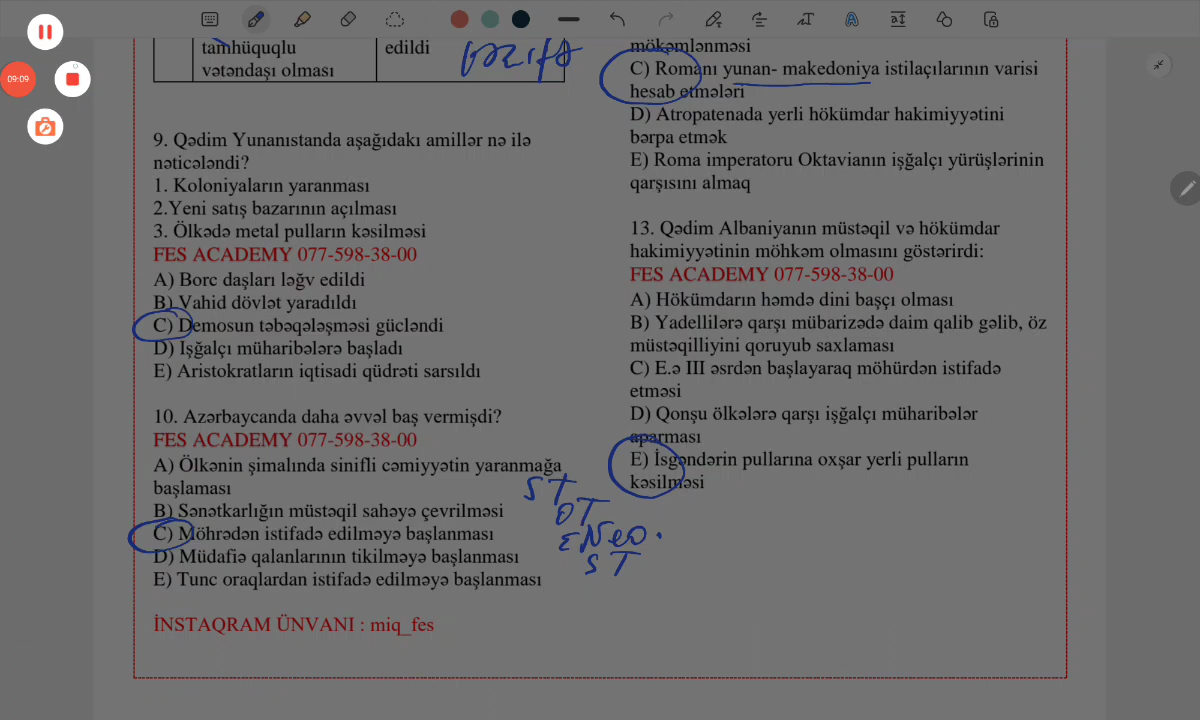 09:09
tamhüquqlu
vətəndaşı olması
edildi
9. Qədim Yunanıstanda aşağıdakı amillər nə ilə
nəticələndi?
1. Koloniyaların yaranması
2.Yeni satış bazarının açılması
3. Ölkədə metal pulların kəsilməsi
FES ACADEMY 077-598-38-00
A) Borc daşları ləğv edildi
B) Vahid dövlət yaradıldı
C) Demosun təbəqələşməsi gücləndi
D) İşğalçı müharibələrə başladı
E) Aristokratların iqtisadi qüdrəti sarsıldı
10. Azərbaycanda daha əvvəl baş vermişdi?
FES ACADEMY 077-598-38-00
A) Ölkənin şimalında sinifli cəmiyyətin yaranmağa
başlaması
B) Sənətkarlığın müstəqil sahəyə çevrilməsi
C) Möhrədən istifadə edilməyə başlanması
D) Müdafiə qalanlarının tikilməyə başlanması
E) Tunc oraqlardan istifadə edilməyə başlanması
ST
OT
ENeo.
ST
İNSTAQRAM ÜNVANI : miq_fes
mökəmlənməsi
C) Romanı yunan- makedoniya istilaçılarının varisi
hesab etmələri
D) Atropatenada yerli hökümdar hakimiyyətini
bərpa etmək
E) Roma imperatoru Oktavianın işğalçı yürüşlərinin
qarşısını almaq
13. Qədim Albaniyanın müstəqil və hökümdar
hakimiyyətinin möhkəm olmasını göstərirdi:
FES ACADEMY 077-598-38-00
A) Hökümdarın həmdə dini başçı olması
B) Yadellilərə qarşı mübarizədə daim qalib gəlib, öz
müstəqilliyini qoruyub saxlaması
C) E.ə III əsrdən başlayaraq möhürdən istifadə
etməsi
D) Qonşu ölkələrə qarşı işğalçı müharibələr
aparması
E) İsgəndərin pullarına oxşar yerli pulların
kəsilməsi